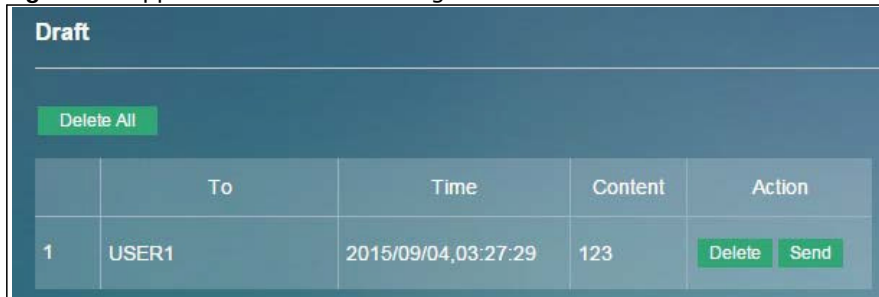 Draft
Delete All
To Time Content Action
1 USER1 2015/09/04,03:27:29 123 Delete Send